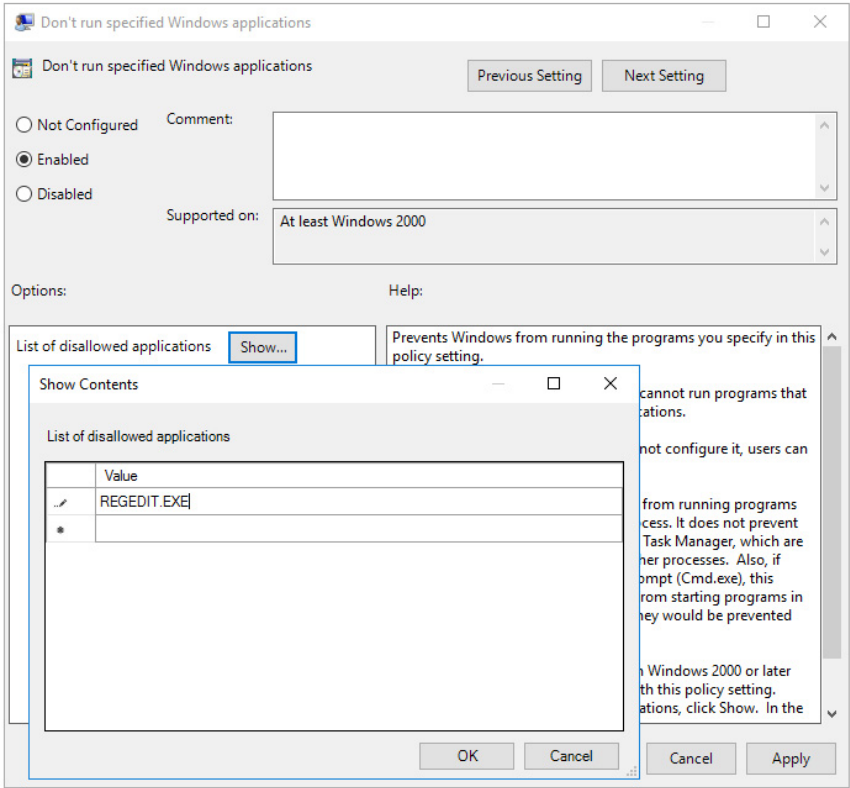 Don't run specified Windows applications
Don't run specified Windows applications
Previous Setting
Next Setting
Not Configured
Enabled
Disabled
Comment:
Supported on:
At least Windows 2000
Options:
Help:
List of disallowed applications
Show...
Prevents Windows from running the programs you specify in this
policy setting.
cannot run programs that
cations.
not configure it, users can
from running programs
cess. It does not prevent
Task Manager, which are
her processes. Also, if
ompt (Cmd.exe), this
rom starting programs in
hey would be prevented
Windows 2000 or later
th this policy setting.
ations, click Show. In the
Show Contents
List of disallowed applications
Value
REGEDIT.EXE
OK
Cancel
Cancel
Apply